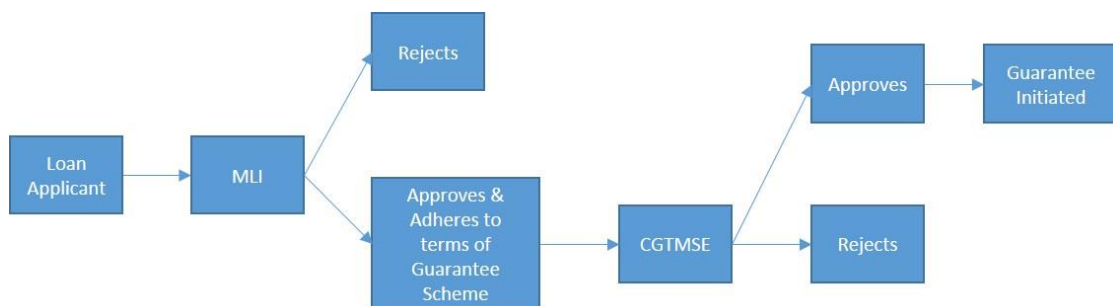 Loan
Applicant
MLI
Rejects
Approves &
Adheres to
terms of
Guarantee
Scheme
CGTMSE
Approves
Rejects
Guarantee
Initiated